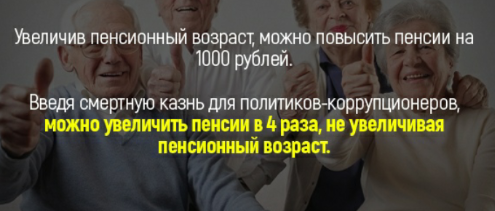 Увеличив пенсионный возраст, можно повысить пенсии на
1000 рублей.
Введя смертную казнь для политиков-коррупционеров,
можно увеличить пенсии в 4 раза, не увеличивая
пенсионный возраст.